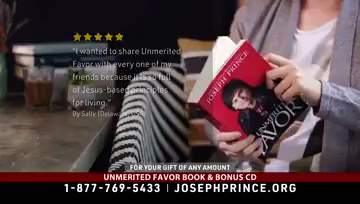 "I wanted to share Unmerited
Favor with every one of my
friends because it is so full
of Jesus-based principles
for living."
By Sally (Delaware, USA)
JOSEPH PRINCE
UNMERITED
FAVOR
FOR YOUR GIFT OF ANY AMOUNT
UNMERITED FAVOR BOOK & BONUS CD
1-877-769-5433 | JOSEPHPRINCE.ORG